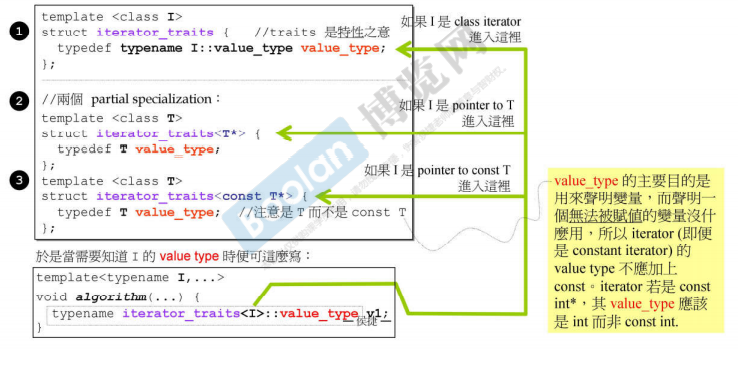 1
template <class I>
struct iterator_traits {   //traits 是特性之意
  typedef typename I::value_type value_type;
};
如果 I 是 class iterator
進入這裡
2
//兩個 partial specialization：
template <class T>
struct iterator_traits<T*> {
  typedef T value_type;
};
如果 I 是 pointer to T
進入這裡
3
template <class T>
struct iterator_traits<const T*> {
  typedef T value_type;   //注意是 T 而不是 const T
};
如果 I 是 pointer to const T
進入這裡
於是當需要知道 I 的 value type 時便可這麼寫：
template<typename I,...>
void algorithm(...) {
  typename iterator_traits<I>::value_type v1;
}
— 侯捷 —
value_type 的主要目的是
用來聲明變量，而聲明一
個無法被賦值的變量沒什
麼用，所以 iterator (即便
是 constant iterator) 的
value type 不應加上
const。iterator 若是 const
int*，其 value_type 應該
是 int 而非 const int.
Boolan 博览网